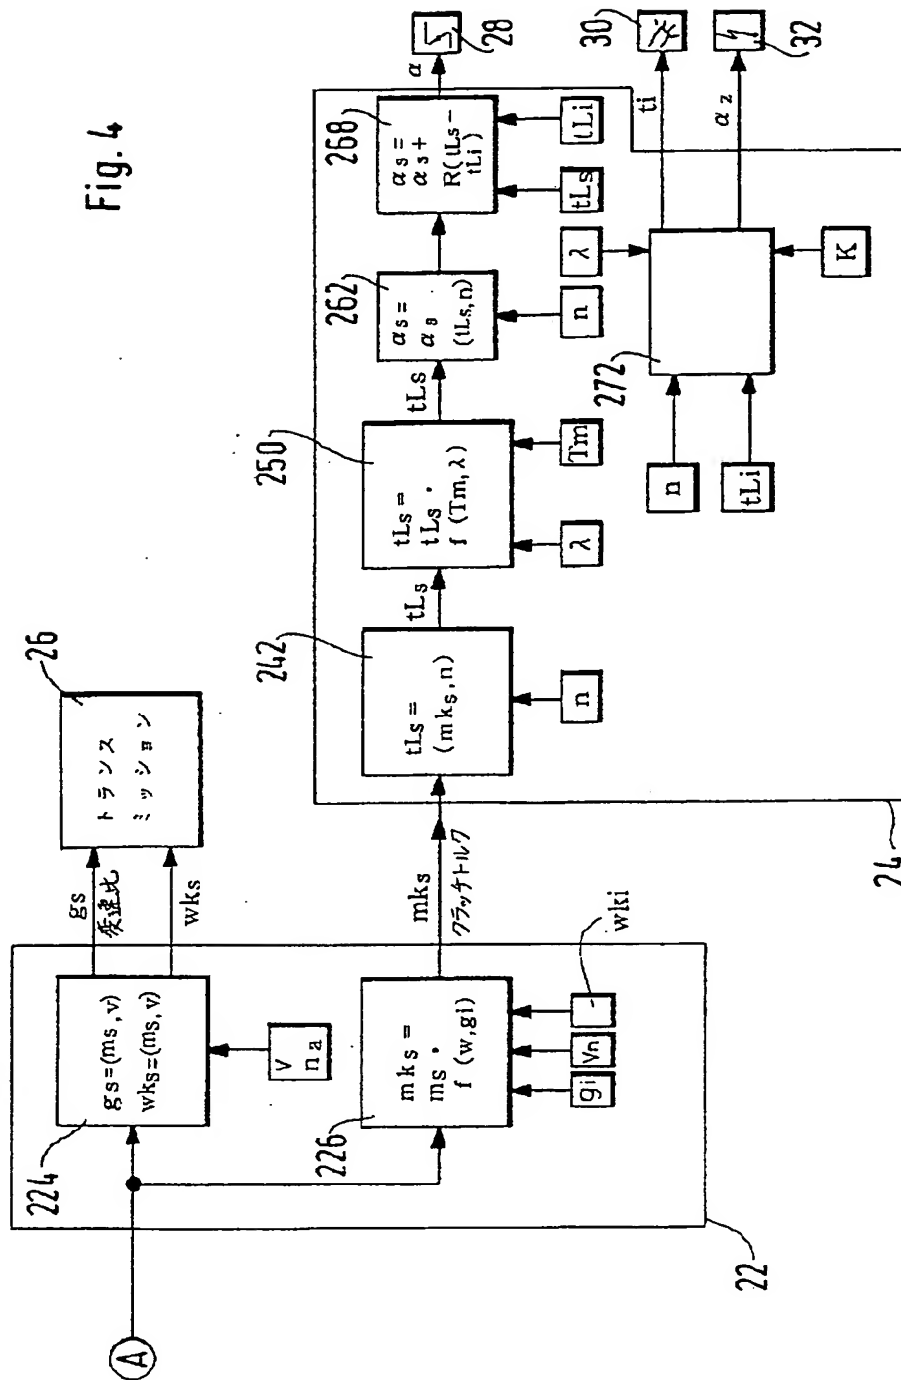 Fig. 4
A
22
224
gs=(ms,v)
wks=(ms,v)
V
na
gs
変速比
wks
26
トランス
ミッション
226
mks=
ms・
f(w,gi)
gi
Vn
wki
mks
クラッチトルク
24
242
tLs=
(mks,n)
n
tLs
250
tLs=
tLs・
f(Tm,λ)
λ
Tm
tLs
262
αs=
αs
(tLs,n)
n
268
αs=
αs+
R(tLs-
tLi)
tLs
tLi
α
28
272
n
tLi
λ
K
ti
30
αz
32